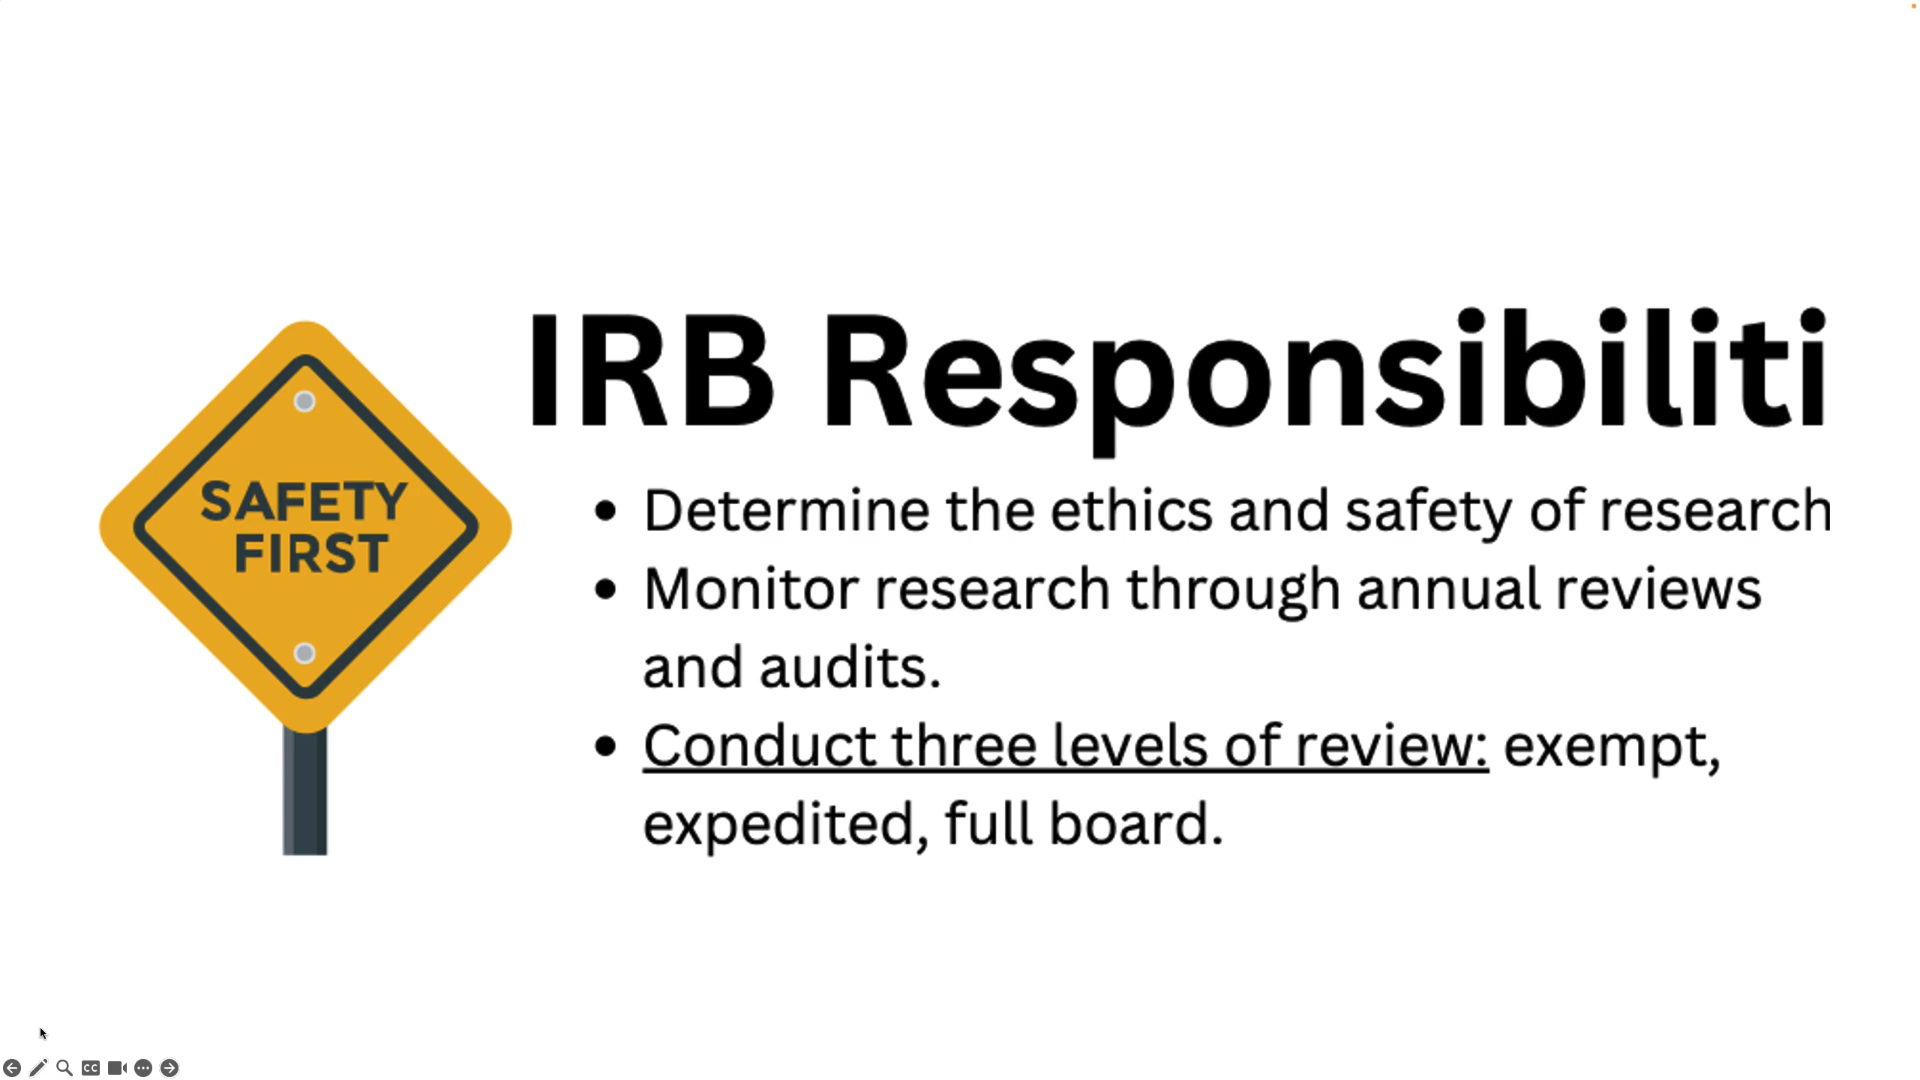 SAFETY
FIRST
IRB Responsibiliti
• Determine the ethics and safety of research
• Monitor research through annual reviews
and audits.
• Conduct three levels of review: exempt,
expedited, full board.
CC